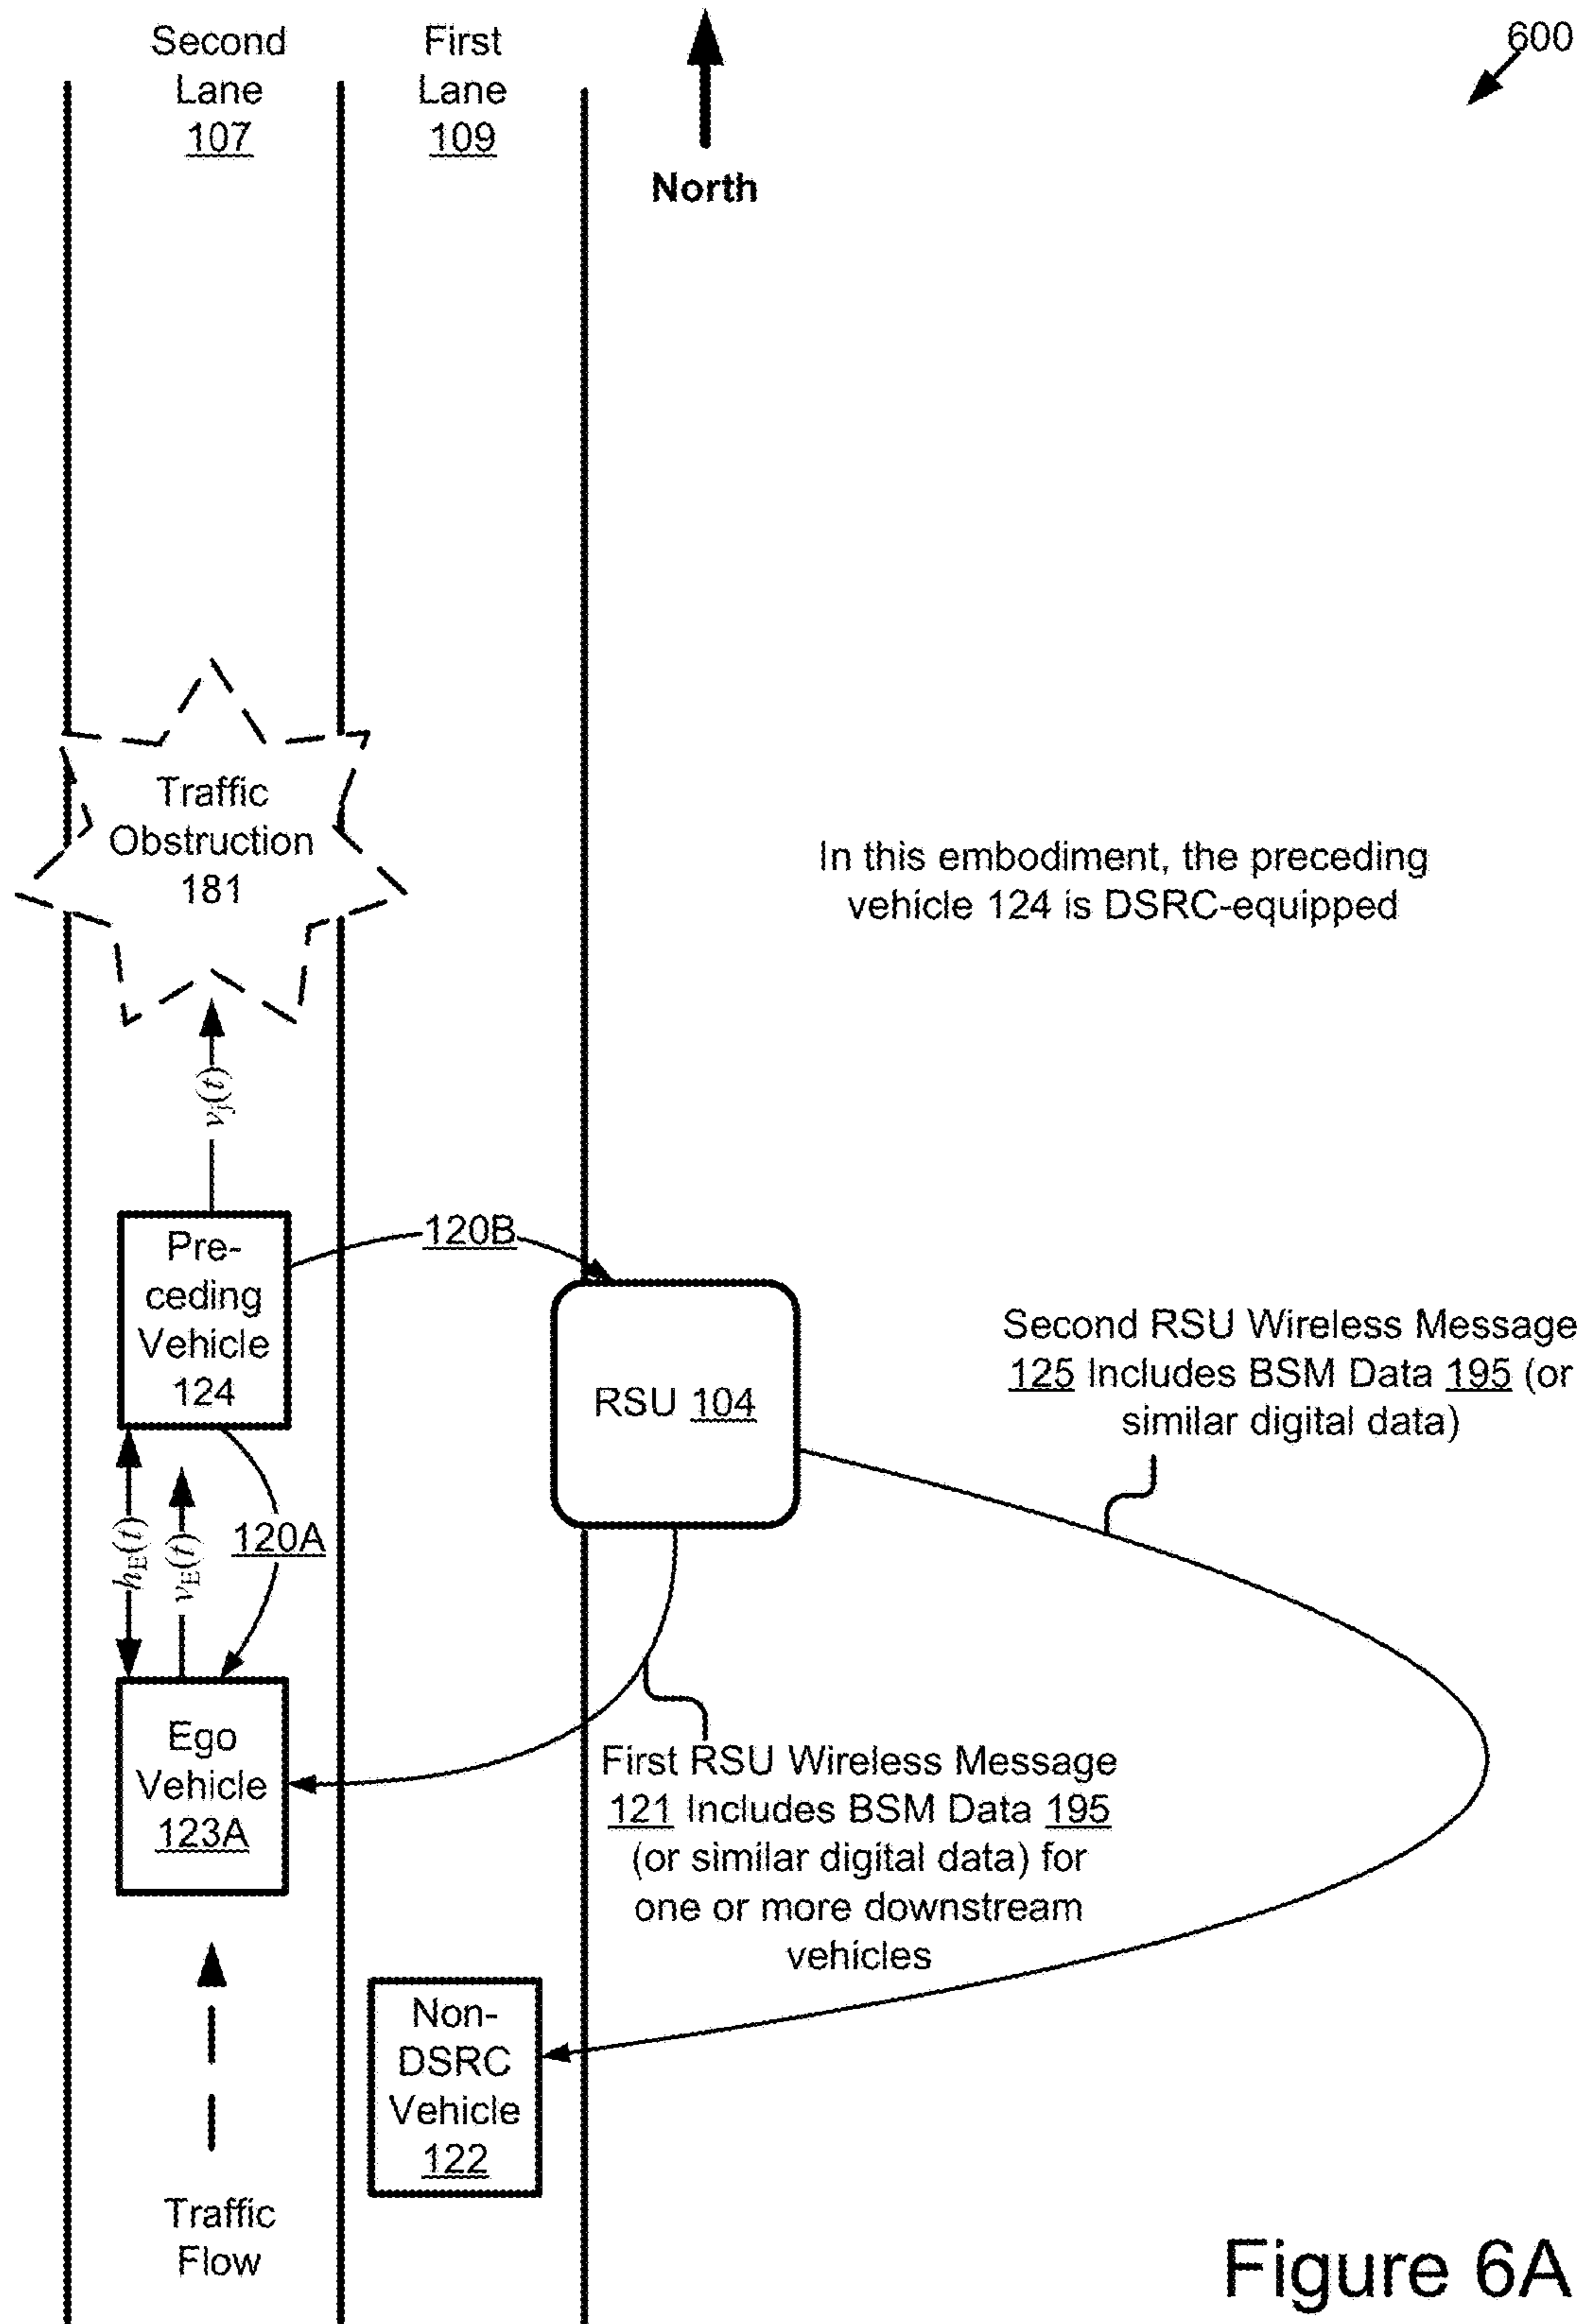 Second
Lane
107
First
Lane
109
North
600
Traffic
Obstruction
181
In this embodiment, the preceding
vehicle 124 is DSRC-equipped
vj(t)
Pre-
ceding
Vehicle
124
120B
RSU 104
Second RSU Wireless Message
125 Includes BSM Data 195 (or
similar digital data)
hE(t)
vE(t)
120A
Ego
Vehicle
123A
First RSU Wireless Message
121 Includes BSM Data 195
(or similar digital data) for
one or more downstream
vehicles
Non-
DSRC
Vehicle
122
Traffic
Flow
Figure 6A